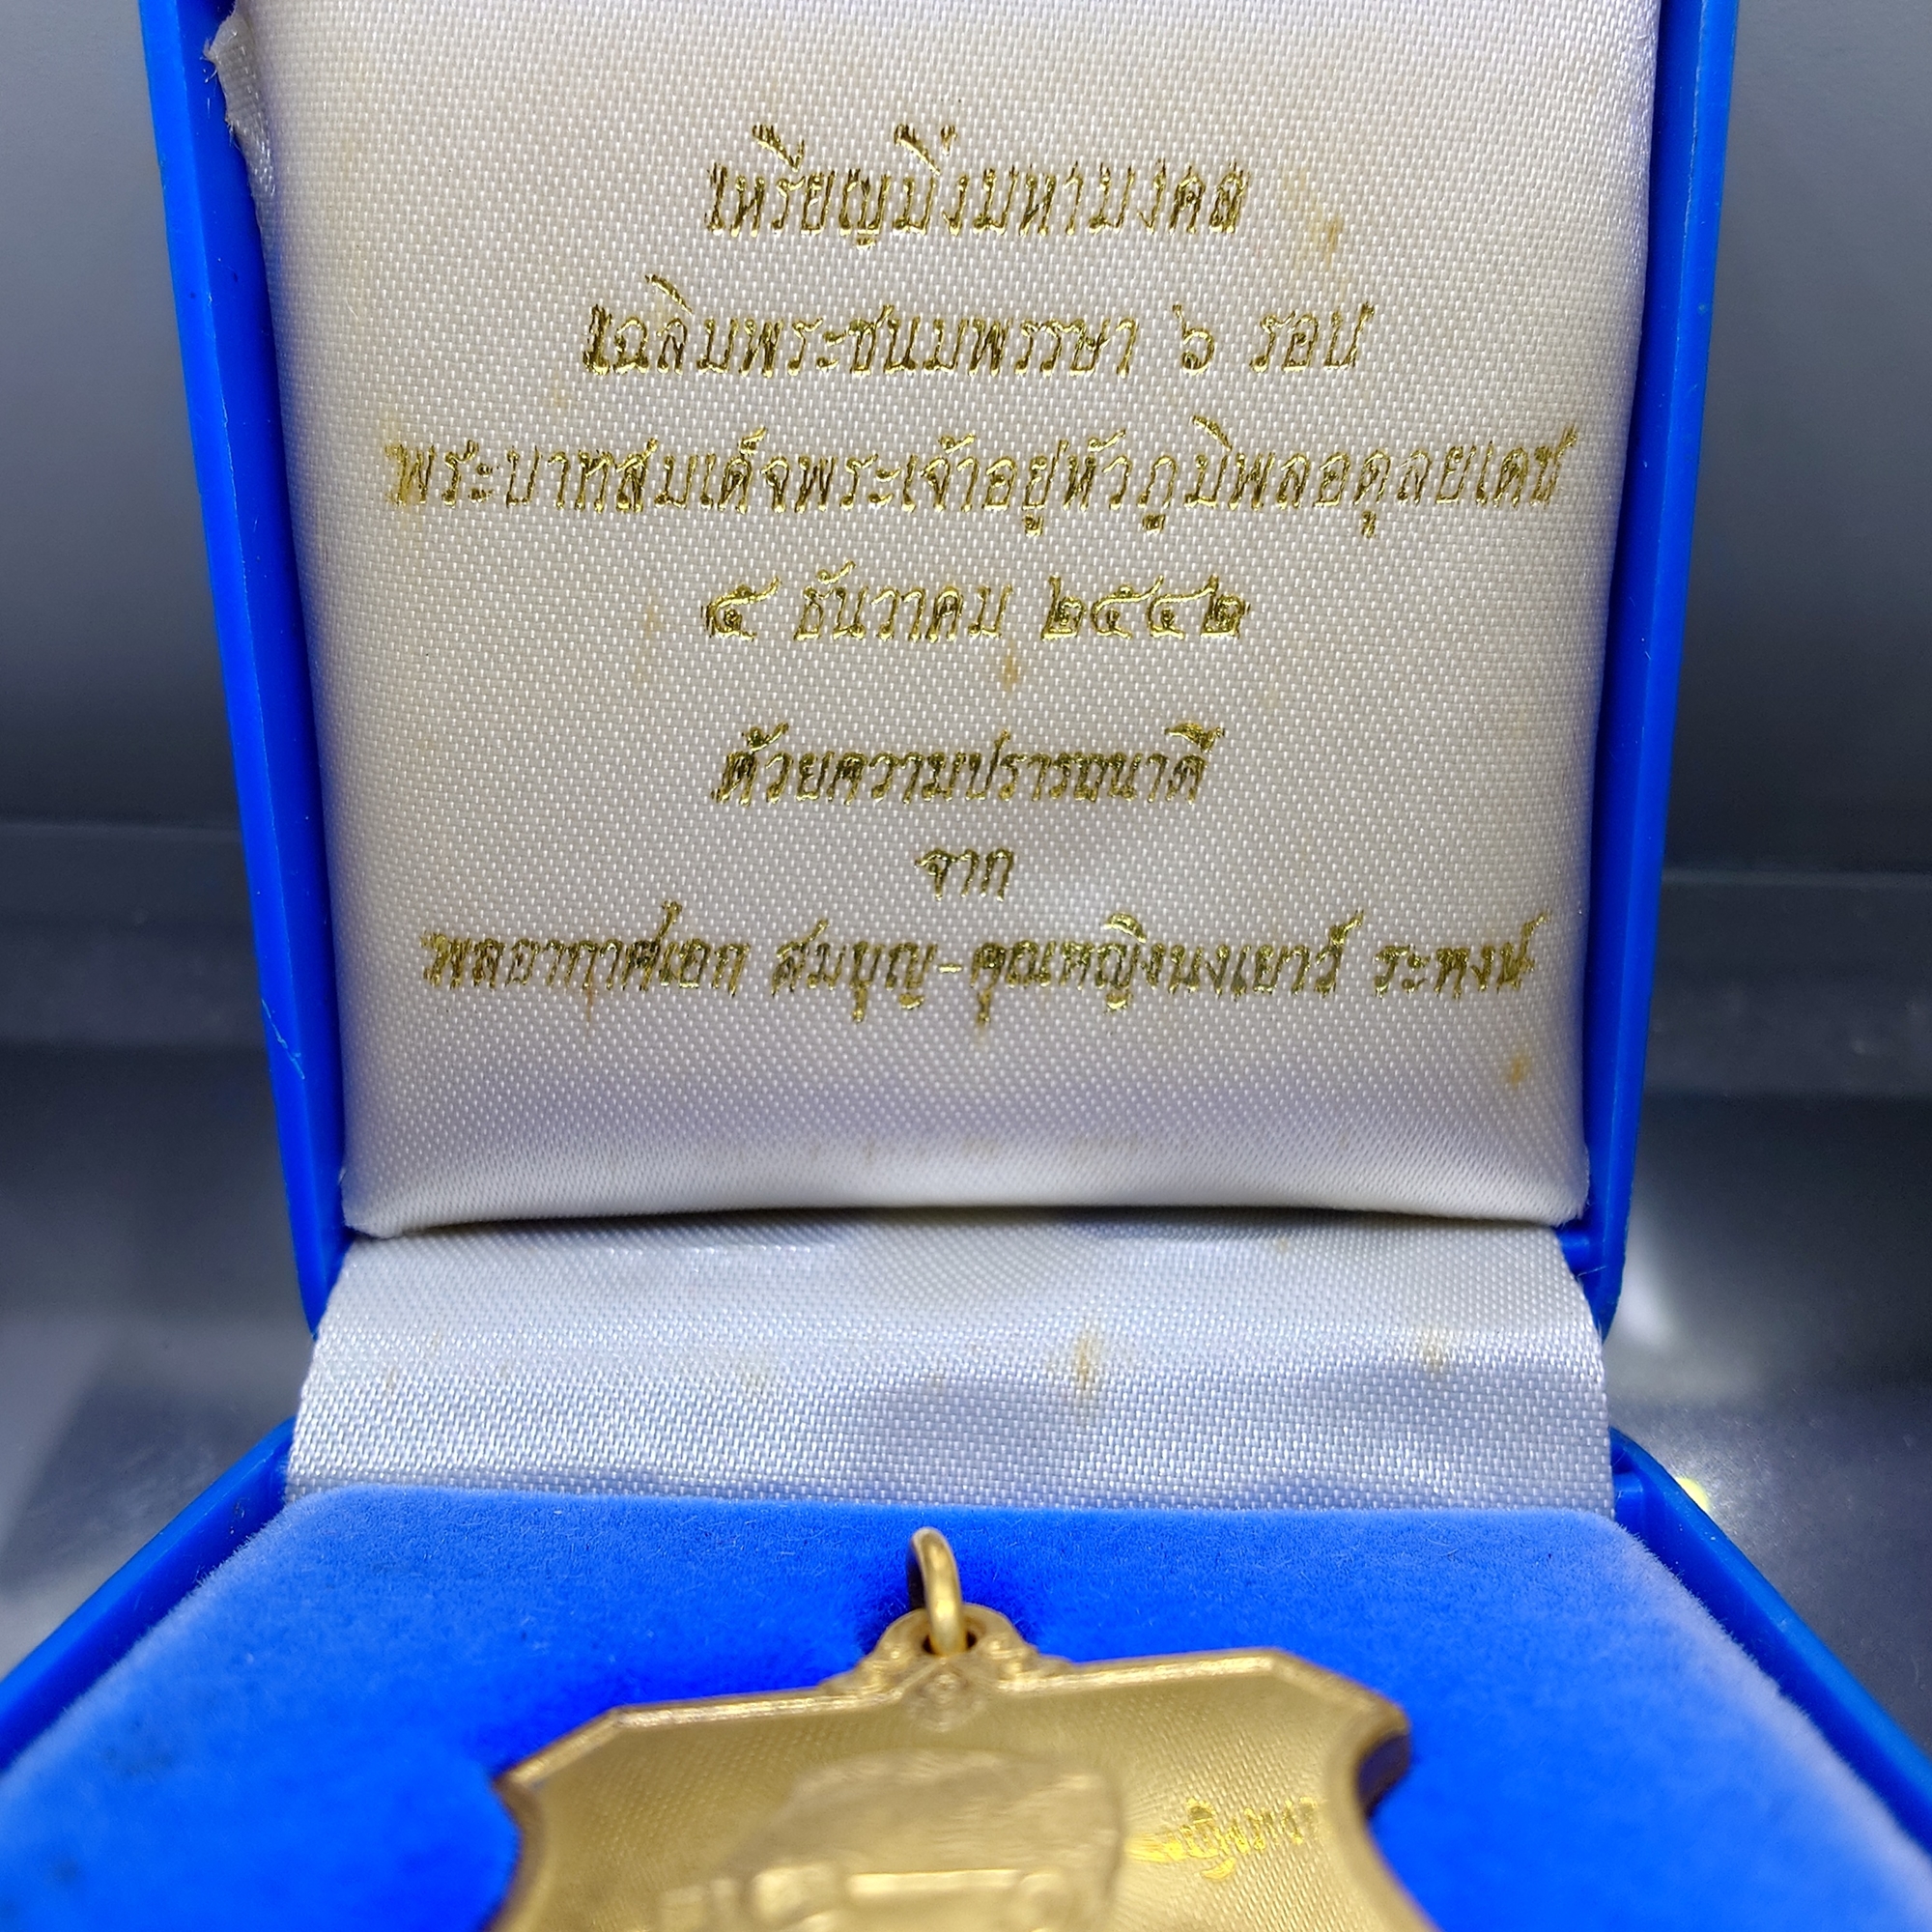 เหรียญมิ่งมหามงคล
เฉลิมพระชนมพรรษา ๖ รอบ
พระบาทสมเด็จพระเจ้าอยู่หัวภูมิพลอดุลยเดช
๕ ธันวาคม ๒๕๔๒
ด้วยความปรารถนาดี
จาก
พลอากาศเอก สมบุญ-คุณหญิงนงเยาว์ ระหงษ์